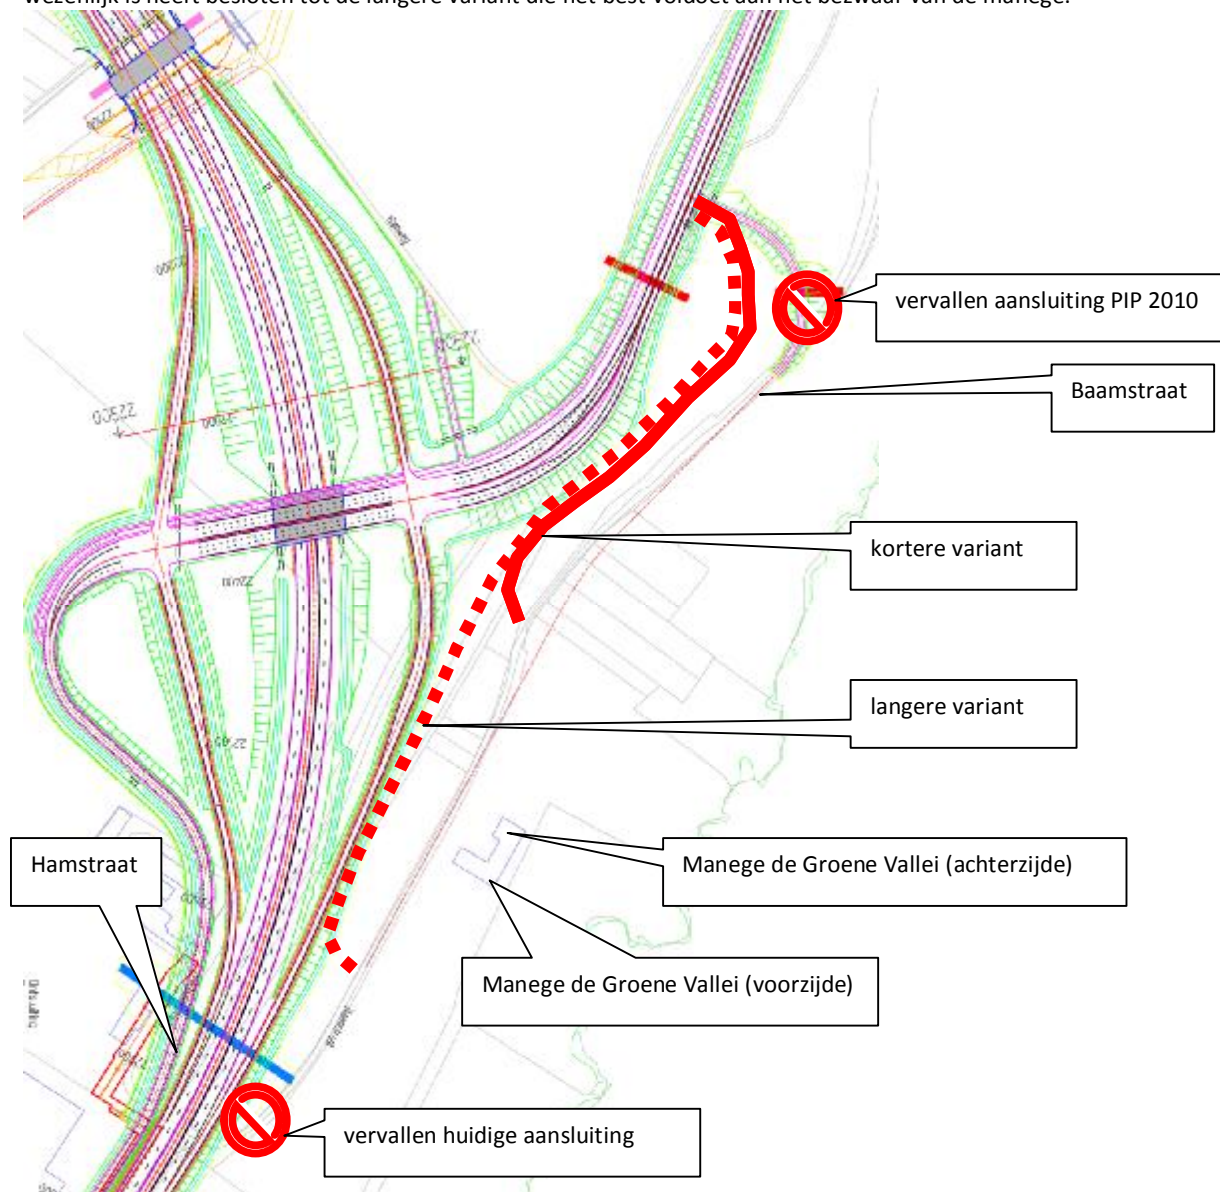 wezenlijk is heeft besloten tot de langere variant die het best voldoet aan het bezwaar van de manege.
vervallen aansluiting PIP 2010
Baamstraat
kortere variant
langere variant
Hamstraat
Manege de Groene Vallei (achterzijde)
Manege de Groene Vallei (voorzijde)
vervallen huidige aansluiting